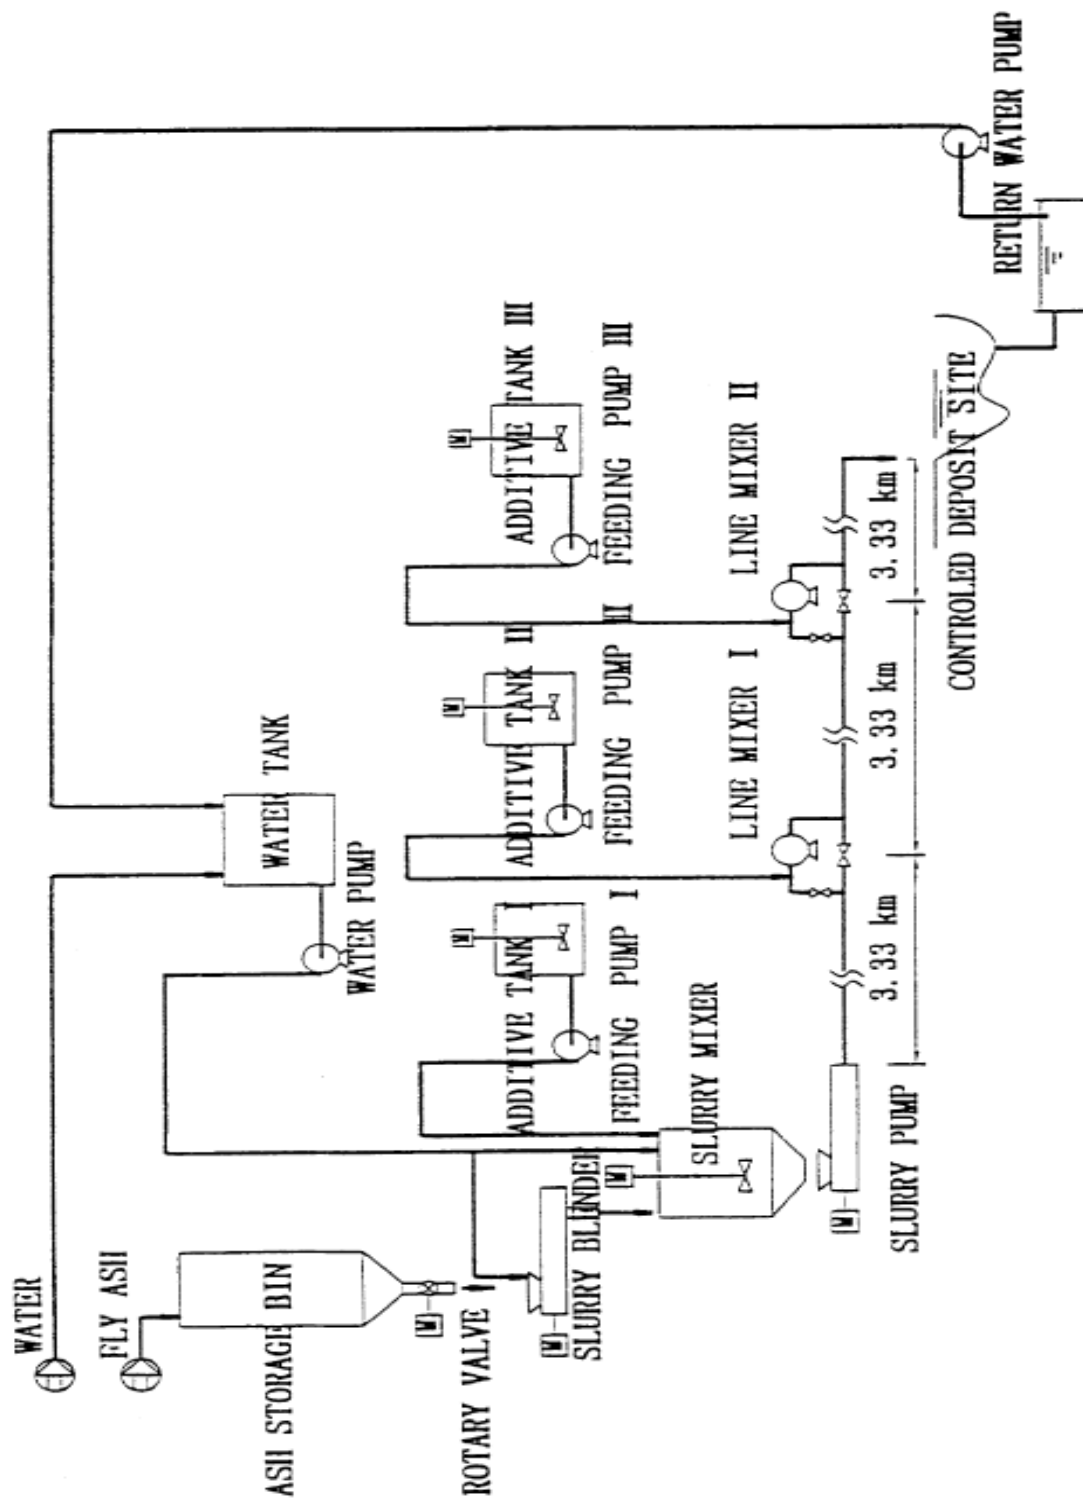 WATER
FLY ASH
ASH STORAGE BIN
ROTARY VALVE
SLURRY BLINDER
WATER TANK
WATER PUMP
ADDITIVE TANK I
FEEDING PUMP I
SLURRY MIXER
SLURRY PUMP
ADDITIVE TANK II
FEEDING PUMP II
LINE MIXER I
ADDITIVE TANK III
FEEDING PUMP III
LINE MIXER II
M
M
M
M
M
M
M
3.33 km
3.33 km
3.33 km
CONTROLED DEPOSIT SITE
RETURN WATER PUMP